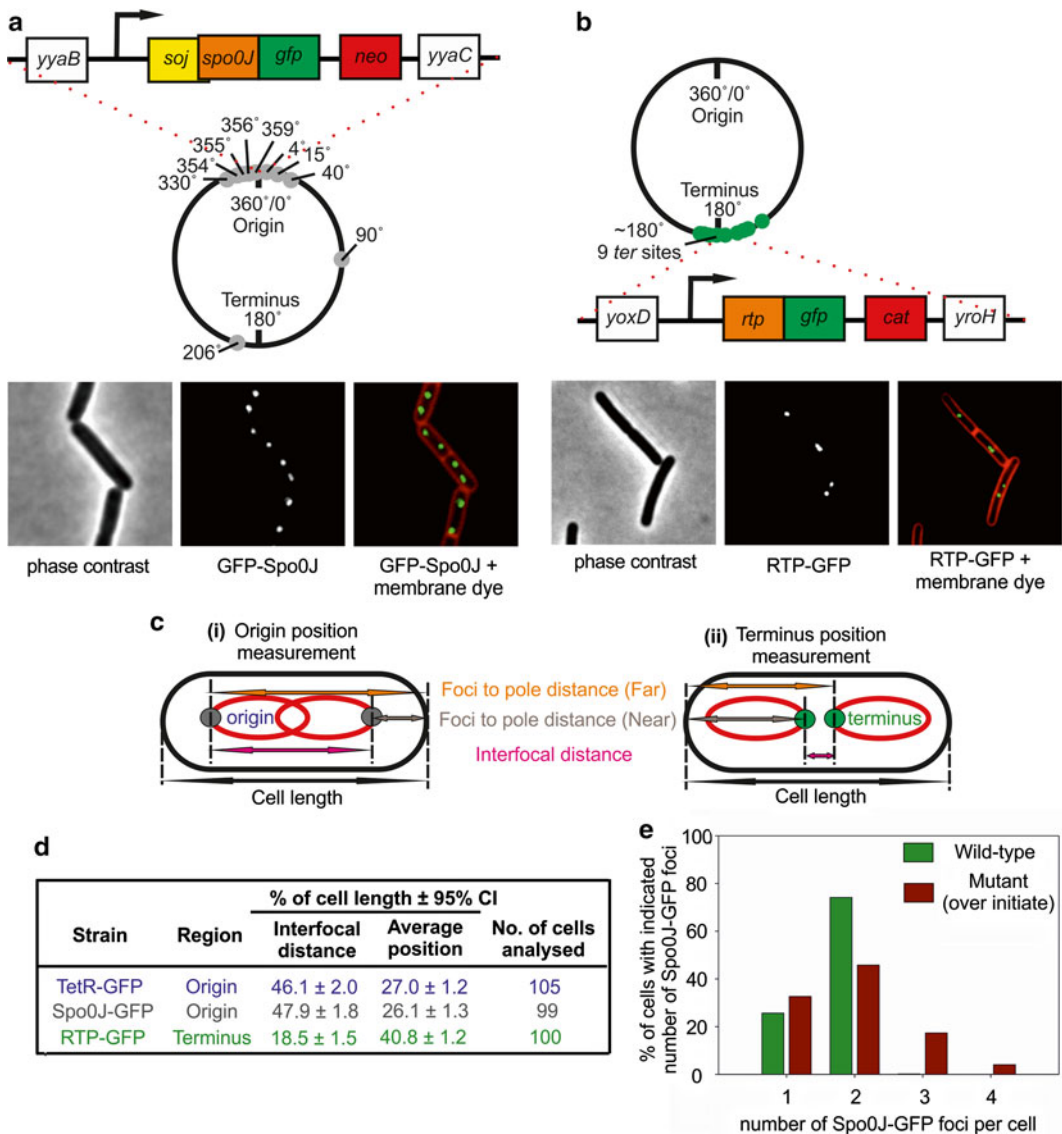 a
yyaB soj spo0J gfp neo yyaC
356˚ 359˚
355˚ 4˚ 15˚
354˚ 40˚
330˚
360˚/0˚
Origin
90˚
Terminus
180˚
206˚
phase contrast
GFP-Spo0J
GFP-Spo0J +
membrane dye
b
360˚/0˚
Origin
Terminus
180˚
~180˚
9 ter sites
yoxD rtp gfp cat yroH
phase contrast
RTP-GFP
RTP-GFP +
membrane dye
c
(i) Origin position
measurement
origin
Cell length
Foci to pole distance (Far)
Foci to pole distance (Near)
Interfocal distance
(ii) Terminus position
measurement
terminus
Cell length
d
% of cell length ± 95% CI
Strain Region Interfocal distance Average position No. of cells analysed
TetR-GFP Origin 46.1 ± 2.0 27.0 ± 1.2 105
Spo0J-GFP Origin 47.9 ± 1.8 26.1 ± 1.3 99
RTP-GFP Terminus 18.5 ± 1.5 40.8 ± 1.2 100
e
% of cells with indicated
number of Spo0J-GFP foci
100
80
60
40
20
0
Wild-type
Mutant
(over initiate)
1 2 3 4
number of Spo0J-GFP foci per cell